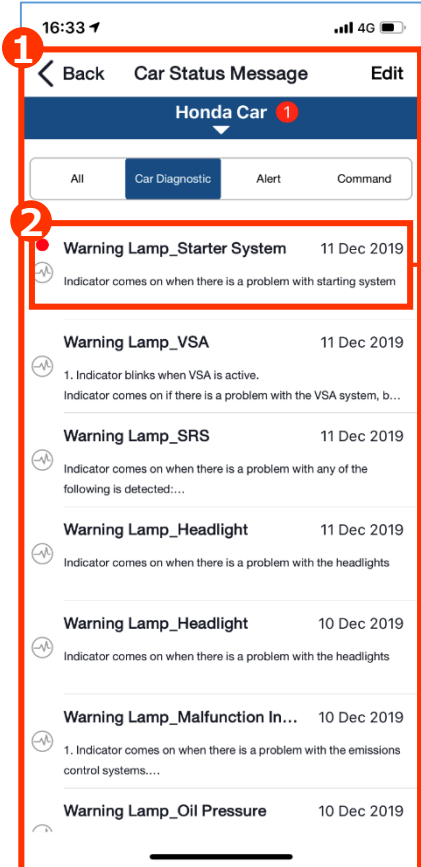 16:33
4G
1
Back Car Status Message Edit
Honda Car 1
All Car Diagnostic Alert Command
2
Warning Lamp_Starter System 11 Dec 2019
Indicator comes on when there is a problem with starting system
Warning Lamp_VSA 11 Dec 2019
1. Indicator blinks when VSA is active.
Indicator comes on if there is a problem with the VSA system, b...
Warning Lamp_SRS 11 Dec 2019
Indicator comes on when there is a problem with any of the
following is detected:...
Warning Lamp_Headlight 11 Dec 2019
Indicator comes on when there is a problem with the headlights
Warning Lamp_Headlight 10 Dec 2019
Indicator comes on when there is a problem with the headlights
Warning Lamp_Malfunction In... 10 Dec 2019
1. Indicator comes on when there is a problem with the emissions
control systems....
Warning Lamp_Oil Pressure 10 Dec 2019